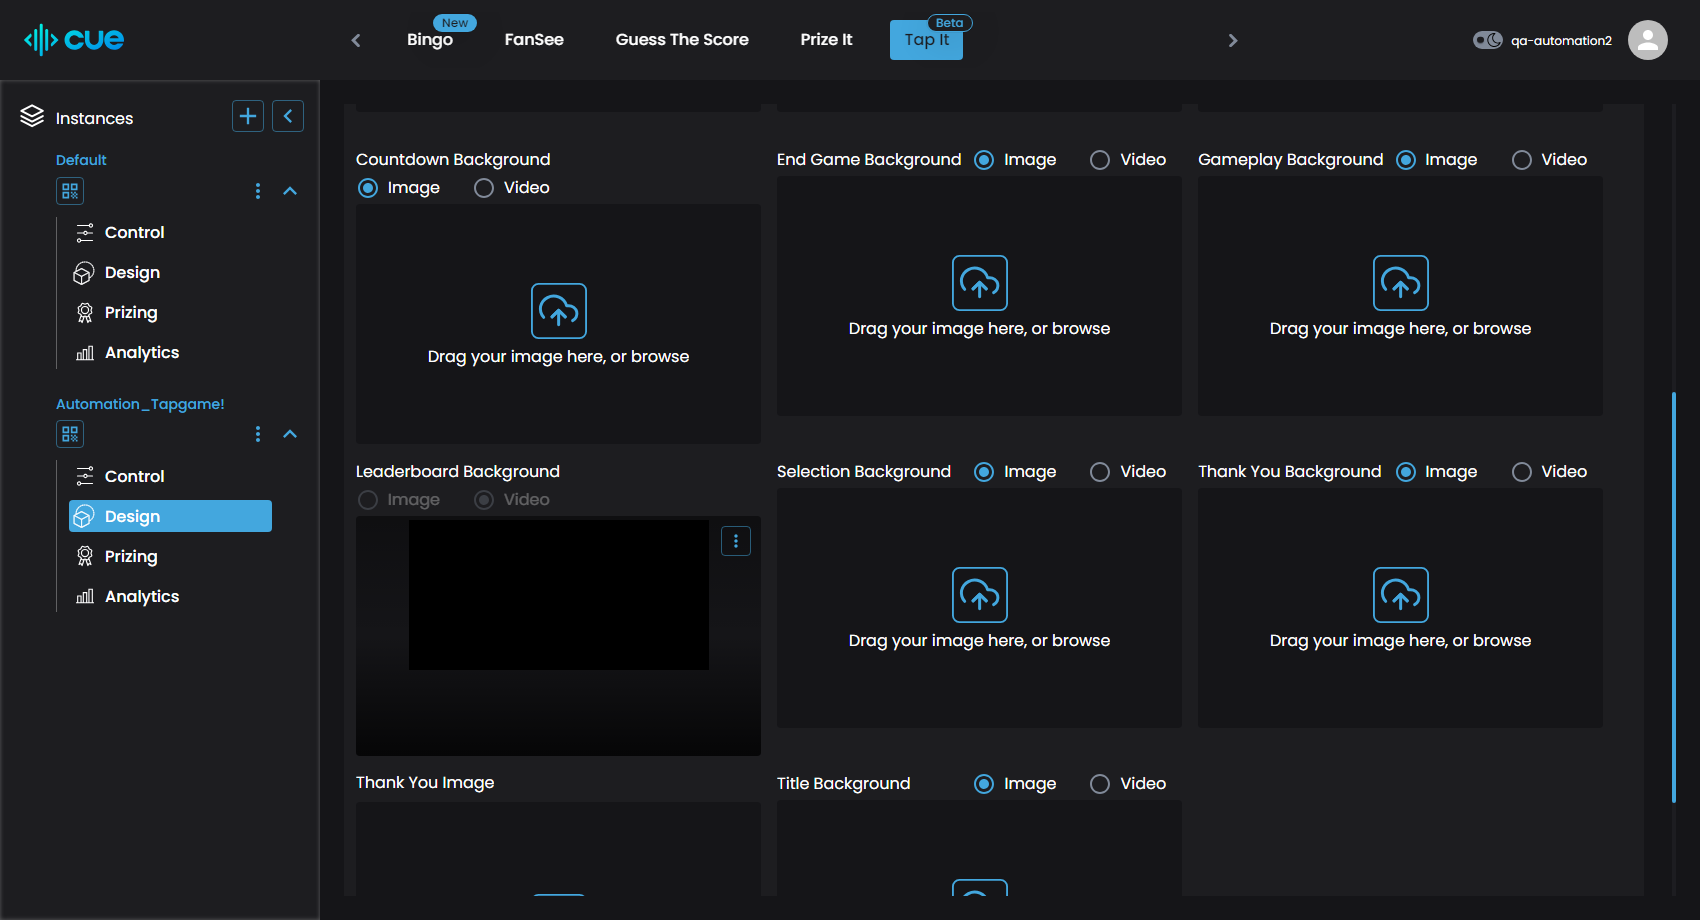 cue
Bingo
New
FanSee
Guess The Score
Prize It
Tap It
Beta
qa-automation2
Instances
Default
Control
Design
Prizing
Analytics
Automation_Tapgame!
Control
Design
Prizing
Analytics
Countdown Background
Image Video
Drag your image here, or browse
End Game Background Image Video
Drag your image here, or browse
Gameplay Background Image Video
Drag your image here, or browse
Leaderboard Background
Image Video
Selection Background Image Video
Drag your image here, or browse
Thank You Background Image Video
Drag your image here, or browse
Thank You Image
Title Background Image Video